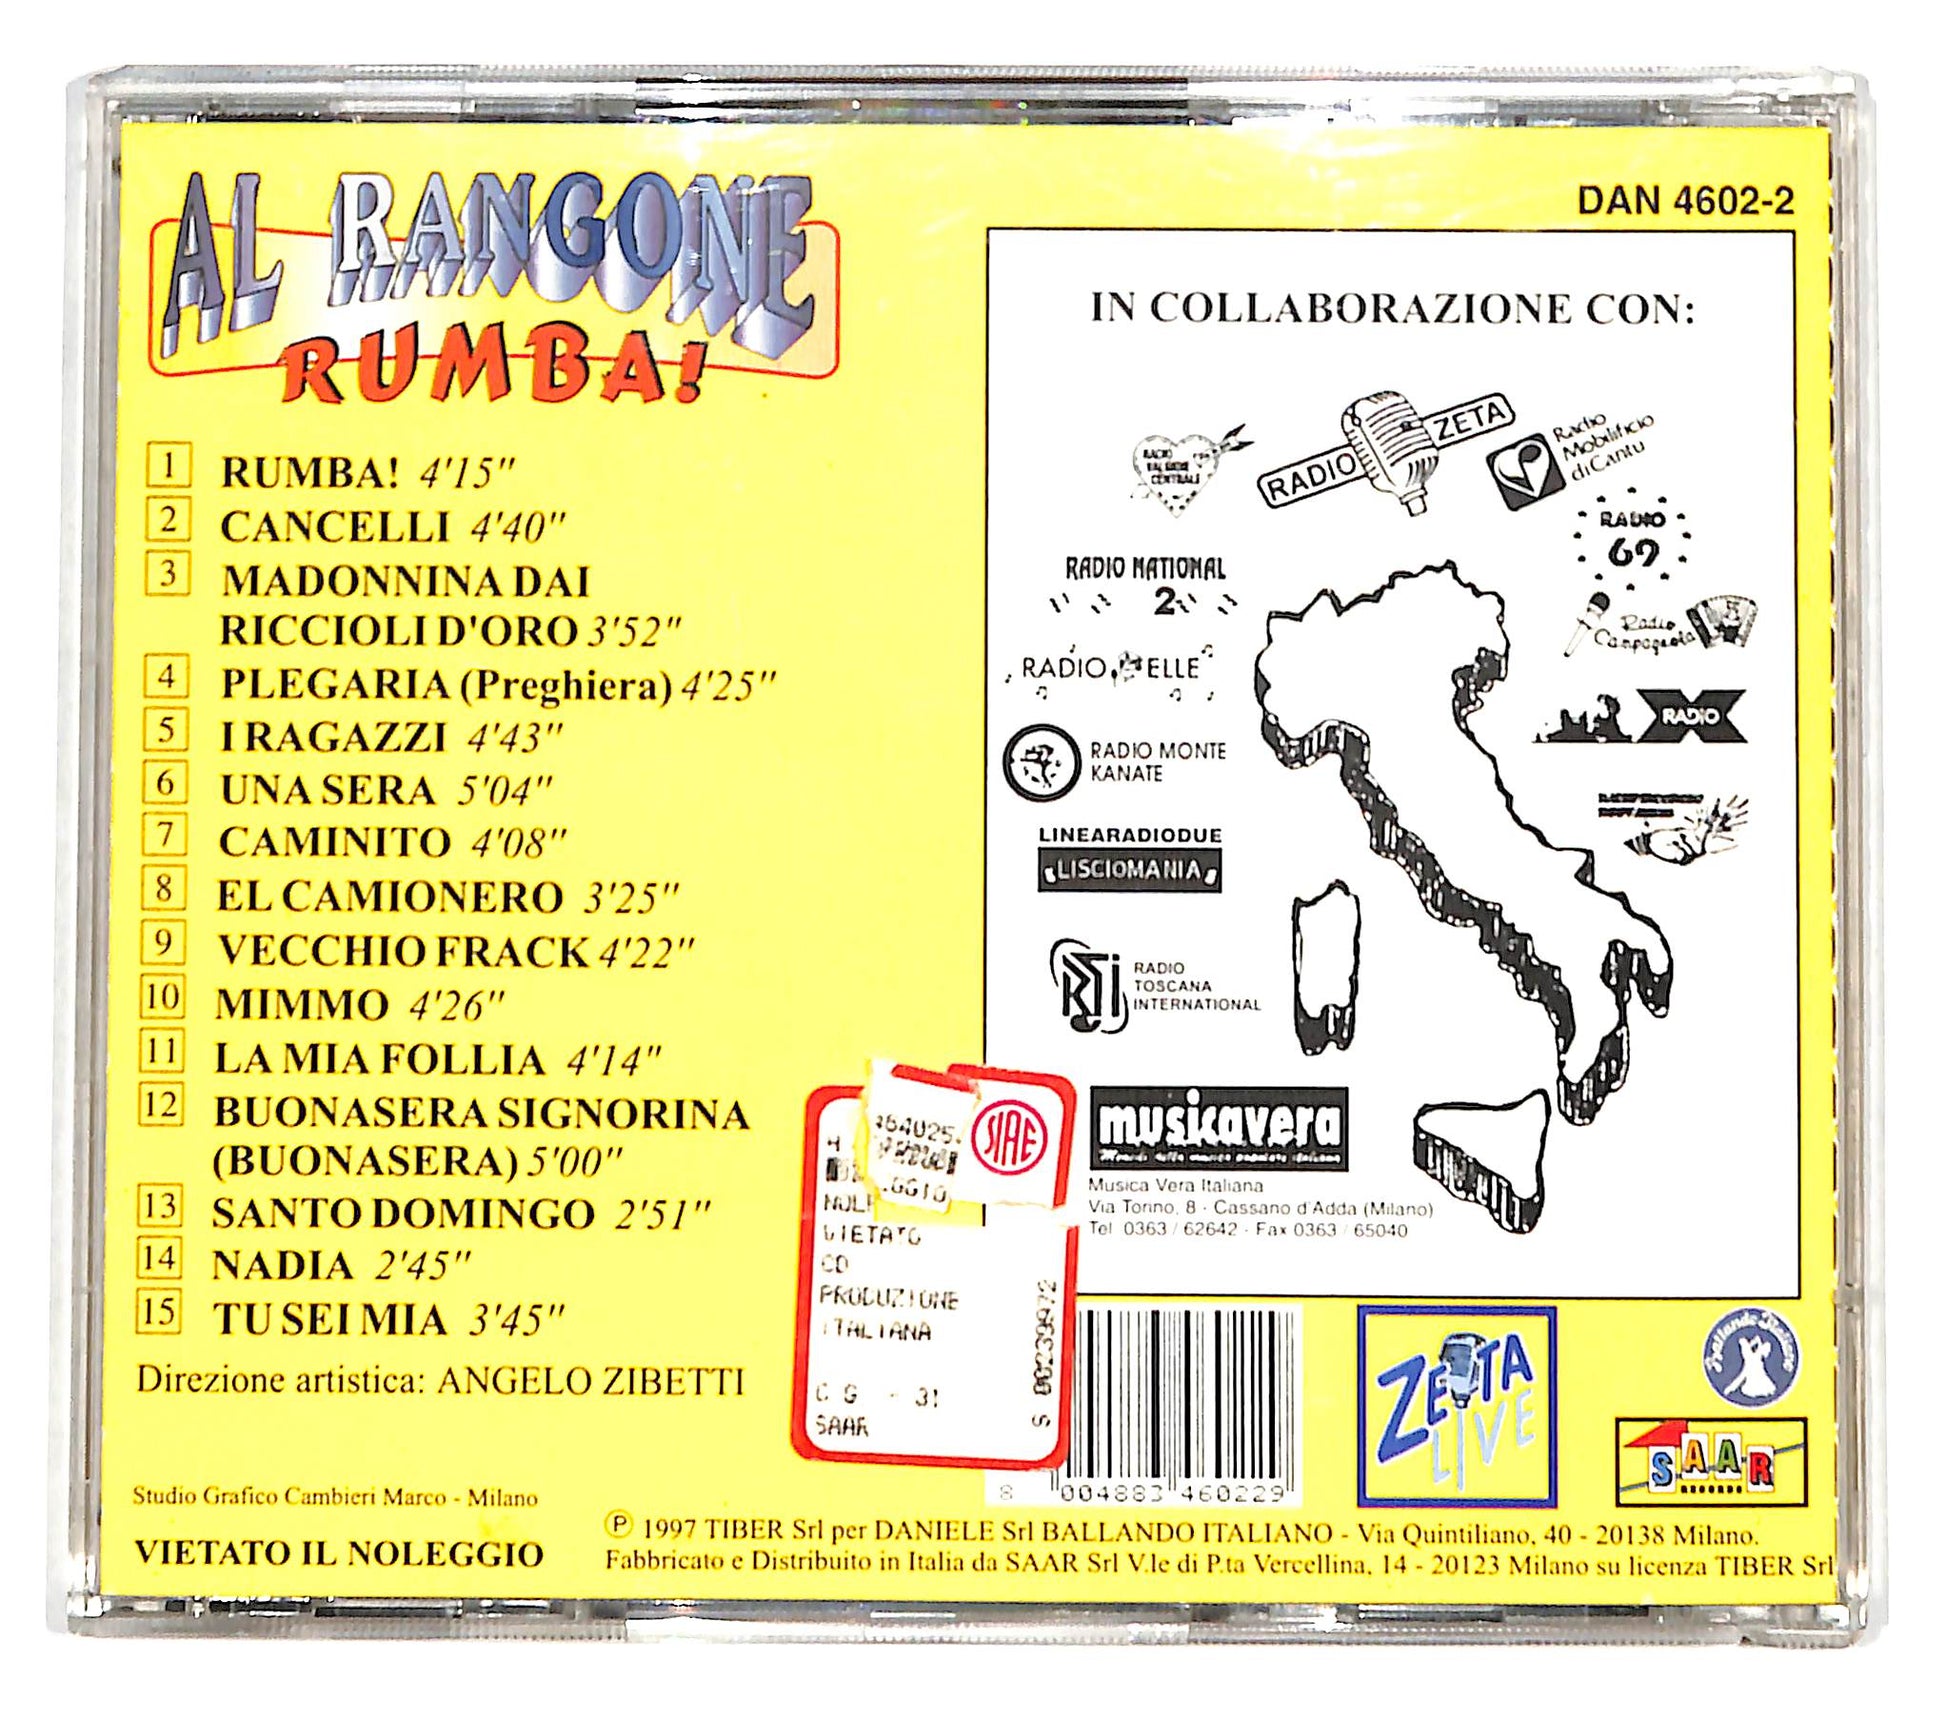 AL RANGONE
RUMBA!
1 RUMBA! 4'15"
2 CANCELLI 4'40"
3 MADONNINA DAI
RICCIOLI D'ORO 3'52"
4 PLEGARIA (Preghiera) 4'25"
5 I RAGAZZI 4'43"
6 UNA SERA 5'04"
7 CAMINITO 4'08"
8 EL CAMIONERO 3'25"
9 VECCHIO FRACK 4'22"
10 MIMMO 4'26"
11 LA MIA FOLLIA 4'14"
12 BUONASERA SIGNORINA
(BUONASERA) 5'00"
13 SANTO DOMINGO 2'51"
14 NADIA 2'45"
15 TU SEI MIA 3'45"
Direzione artistica: ANGELO ZIBETTI
Studio Grafico Cambieri Marco - Milano
VIETATO IL NOLEGGIO
DAN 4602-2
IN COLLABORAZIONE CON:
RADIO
CENTRALE
RADIO ZETA
Radio
Mobilificio
di Cantu
RADIO
69
RADIO NATIONAL
2
Radio
Campagnola
RADIO ELLE
RADIO
RADIO MONTE
KANATE
LINEARADIODUE
LISCIOMANIA
RTI
RADIO
TOSCANA
INTERNATIONAL
musicavera
Musica Vera Italiana
Via Torino, 8 - Cassano d'Adda (Milano)
Tel 0363 / 62642 - Fax 0363 / 65040
SIAE
VIETATO
CD
PRODUZIONE
ITALIANA
C G - 31
SAAR
S 00239972
8 004883 460229
ZETA
LIVE
Ballando Italiano
SAAR
RECORDS
℗ 1997 TIBER Srl per DANIELE Srl BALLANDO ITALIANO - Via Quintiliano, 40 - 20138 Milano.
Fabbricato e Distribuito in Italia da SAAR Srl V.le di P.ta Vercellina, 14 - 20123 Milano su licenza TIBER Srl